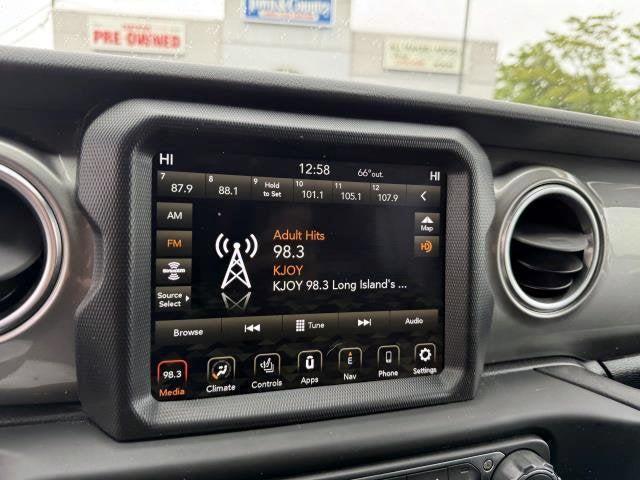 PRE OWNED
HI
12:58
66°out.
HI
7
87.9
8
88.1
9
Hold
to Set
10
101.1
11
105.1
12
107.9
AM
FM
Source
Select
Adult Hits
98.3
KJOY
KJOY 98.3 Long Island's ...
Map
HD
Browse
Tune
Audio
98.3
Media
Climate
Controls
Apps
E
Nav
Phone
Settings